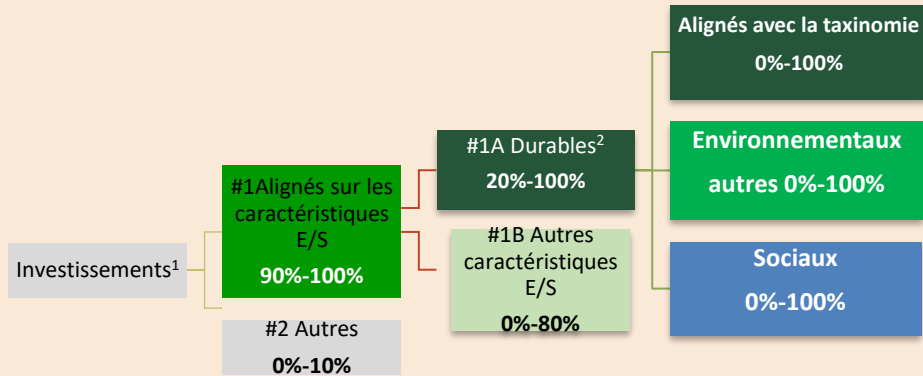 Investissements¹
#1Alignés sur les
caractéristiques
E/S
90%-100%
#2 Autres
0%-10%
#1A Durables²
20%-100%
#1B Autres
caractéristiques
E/S
0%-80%
Alignés avec la taxinomie
0%-100%
Environnementaux
autres 0%-100%
Sociaux
0%-100%